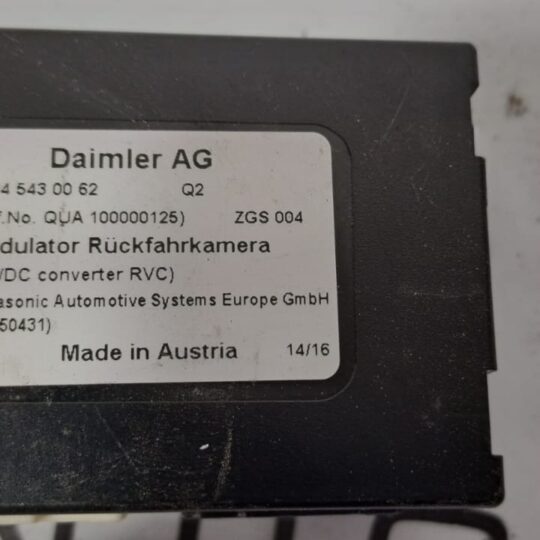 Daimler AG
4 543 00 62 Q2
f.No. QUA 100000125) ZGS 004
dulator Rückfahrkamera
/DC converter RVC)
asonic Automotive Systems Europe GmbH
50431)
Made in Austria 14/16